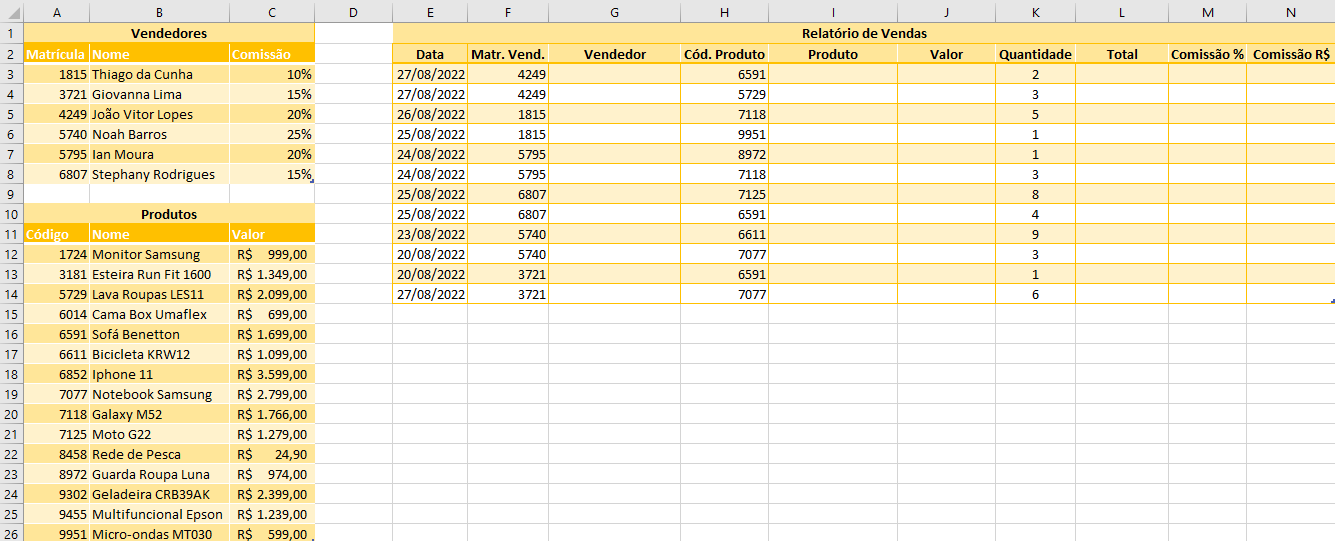 A B C D E F G H I J K L M N
1 Vendedores Relatório de Vendas
2 Matrícula Nome Comissão Data Matr. Vend. Vendedor Cód. Produto Produto Valor Quantidade Total Comissão % Comissão R$
3 1815 Thiago da Cunha 10% 27/08/2022 4249 6591 2
4 3721 Giovanna Lima 15% 27/08/2022 4249 5729 3
5 4249 João Vitor Lopes 20% 26/08/2022 1815 7118 5
6 5740 Noah Barros 25% 25/08/2022 1815 9951 1
7 5795 Ian Moura 20% 24/08/2022 5795 8972 1
8 6807 Stephany Rodrigues 15% 24/08/2022 5795 7118 3
9 25/08/2022 6807 7125 8
10 Produtos 25/08/2022 6807 6591 4
11 Código Nome Valor 23/08/2022 5740 6611 9
12 1724 Monitor Samsung R$ 999,00 20/08/2022 5740 7077 3
13 3181 Esteira Run Fit 1600 R$ 1.349,00 20/08/2022 3721 6591 1
14 5729 Lava Roupas LES11 R$ 2.099,00 27/08/2022 3721 7077 6
15 6014 Cama Box Umaflex R$ 699,00
16 6591 Sofá Benetton R$ 1.699,00
17 6611 Bicicleta KRW12 R$ 1.099,00
18 6852 Iphone 11 R$ 3.599,00
19 7077 Notebook Samsung R$ 2.799,00
20 7118 Galaxy M52 R$ 1.766,00
21 7125 Moto G22 R$ 1.279,00
22 8458 Rede de Pesca R$ 24,90
23 8972 Guarda Roupa Luna R$ 974,00
24 9302 Geladeira CRB39AK R$ 2.399,00
25 9455 Multifuncional Epson R$ 1.239,00
26 9951 Micro-ondas MT030 R$ 599,00